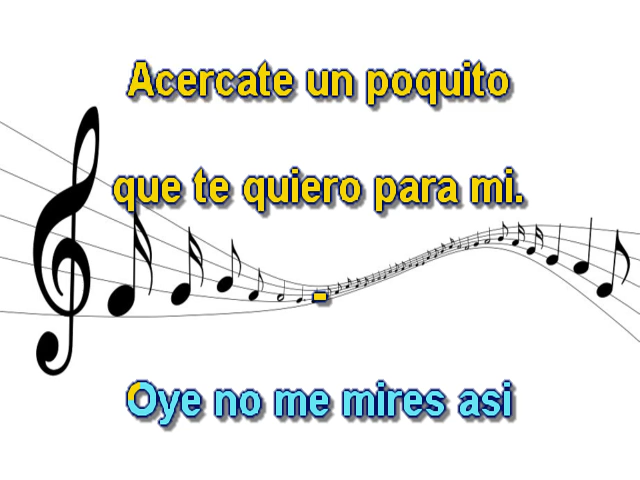 Acercate un poquito
que te quiero para mi.
-
Oye no me mires asi